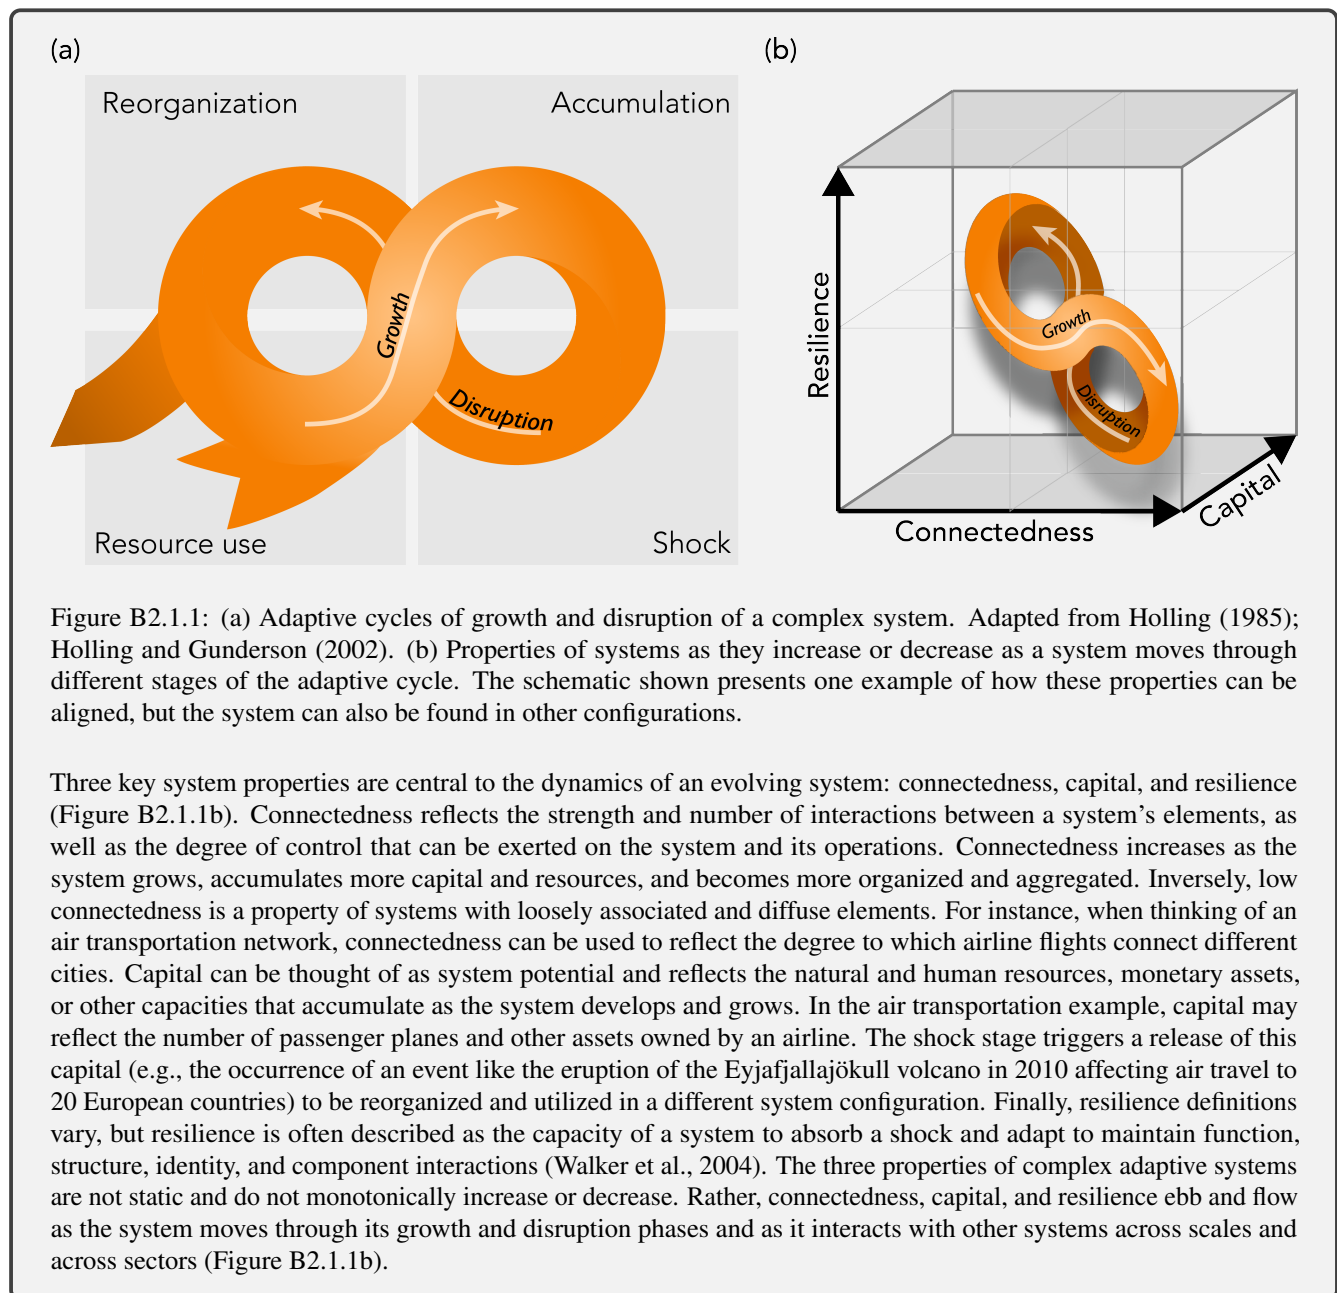 (a)
Reorganization
Accumulation
Growth
Disruption
Resource use
Shock
(b)
Resilience
Growth
Disruption
Connectedness
Capital
Figure B2.1.1: (a) Adaptive cycles of growth and disruption of a complex system. Adapted from Holling (1985);
Holling and Gunderson (2002). (b) Properties of systems as they increase or decrease as a system moves through
different stages of the adaptive cycle. The schematic shown presents one example of how these properties can be
aligned, but the system can also be found in other configurations.
Three key system properties are central to the dynamics of an evolving system: connectedness, capital, and resilience
(Figure B2.1.1b). Connectedness reflects the strength and number of interactions between a system's elements, as
well as the degree of control that can be exerted on the system and its operations. Connectedness increases as the
system grows, accumulates more capital and resources, and becomes more organized and aggregated. Inversely, low
connectedness is a property of systems with loosely associated and diffuse elements. For instance, when thinking of an
air transportation network, connectedness can be used to reflect the degree to which airline flights connect different
cities. Capital can be thought of as system potential and reflects the natural and human resources, monetary assets,
or other capacities that accumulate as the system develops and grows. In the air transportation example, capital may
reflect the number of passenger planes and other assets owned by an airline. The shock stage triggers a release of this
capital (e.g., the occurrence of an event like the eruption of the Eyjafjallajökull volcano in 2010 affecting air travel to
20 European countries) to be reorganized and utilized in a different system configuration. Finally, resilience definitions
vary, but resilience is often described as the capacity of a system to absorb a shock and adapt to maintain function,
structure, identity, and component interactions (Walker et al., 2004). The three properties of complex adaptive systems
are not static and do not monotonically increase or decrease. Rather, connectedness, capital, and resilience ebb and flow
as the system moves through its growth and disruption phases and as it interacts with other systems across scales and
across sectors (Figure B2.1.1b).